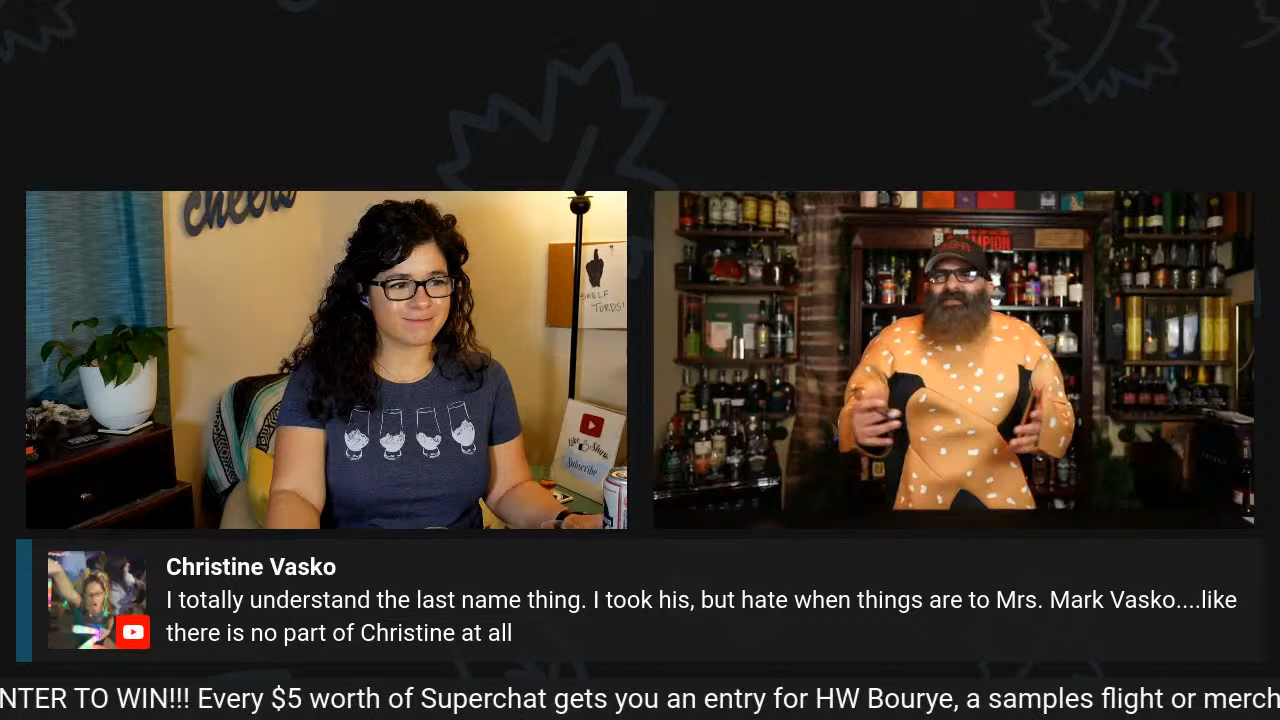 cheers
SHELF
TURDS!
Like
Share
Subscribe
CHAMPION
Christine Vasko
I totally understand the last name thing. I took his, but hate when things are to Mrs. Mark Vasko....like
there is no part of Christine at all
NTER TO WIN!!! Every $5 worth of Superchat gets you an entry for HW Bourye, a samples flight or merch